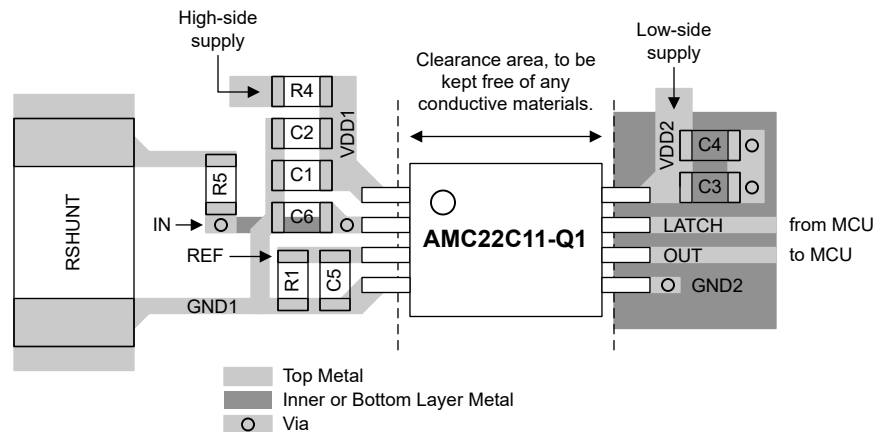 High-side
supply
Clearance area, to be
kept free of any
conductive materials.
Low-side
supply
R4
C2
C1
C6
VDD1
R5
IN
REF
R1
C5
GND1
RSHUNT
AMC22C11-Q1
VDD2
C4
C3
LATCH
from MCU
OUT
to MCU
GND2
Top Metal
Inner or Bottom Layer Metal
Via